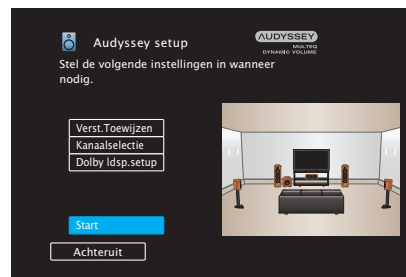 Audyssey setup
AUDYSSEY
MULTEQ
DYNAMIC VOLUME
Stel de volgende instellingen in wanneer
nodig.
Verst.Toewijzen
Kanaalselectie
Dolby ldsp.setup
Start
Achteruit